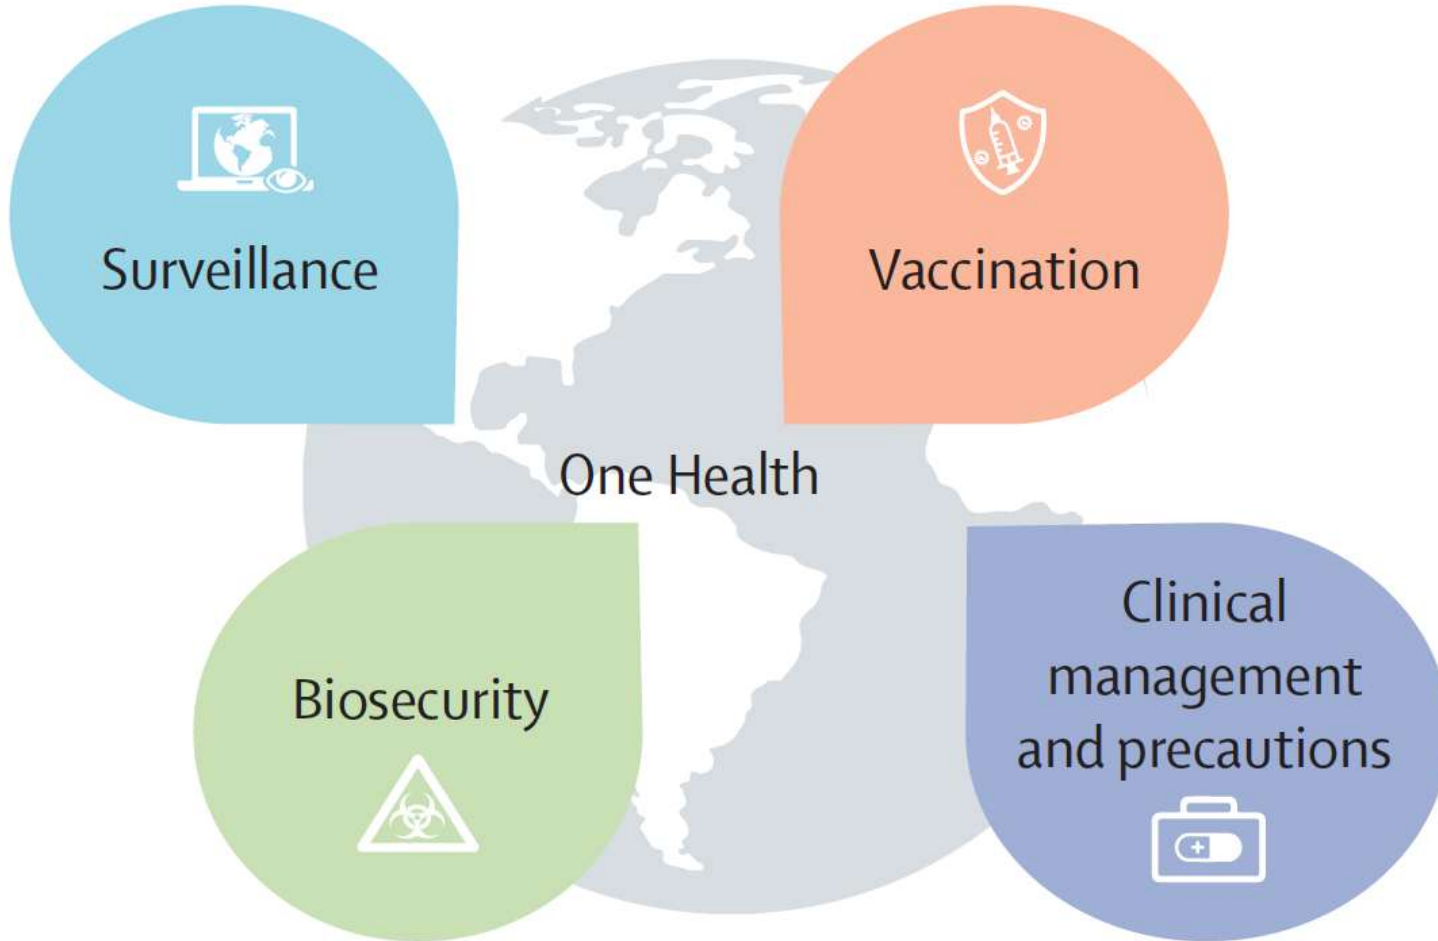 Surveillance
Vaccination
One Health
Biosecurity
Clinical
management
and precautions